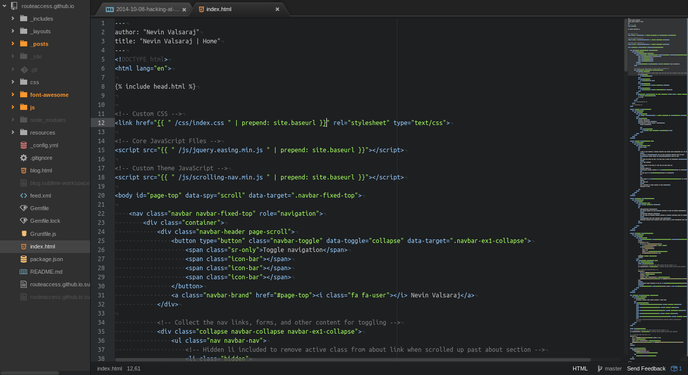 routeaccess.github.io
_includes
_layouts
_posts
_site
.git
css
font-awesome
js
node_modules
resources
_config.yml
.gitignore
blog.html
feed.xml
Gemfile
Gemfile.lock
Gruntfile.js
index.html
package.json
README.md
routeaccess.github.io.su
2014-10-08-hacking-at-...
index.html
1 ---
2 author: "Nevin Valsaraj"
3 title: "Nevin Valsaraj | Home"
4 ---
5 <!DOCTYPE html>
6 <html lang="en">
7
8 {% include head.html %}
9
10
11 <!-- Custom CSS -->
12 <link href="{{ " /css/index.css " | prepend: site.baseurl }}" rel="stylesheet" type="text/css">
13
14 <!-- Core JavaScript Files -->
15 <script src="{{ " /js/jquery.easing.min.js " | prepend: site.baseurl }}"></script>
16
17 <!-- Custom Theme JavaScript -->
18 <script src="{{ " /js/scrolling-nav.min.js " | prepend: site.baseurl }}"></script>
19
20 <body id="page-top" data-spy="scroll" data-target=".navbar-fixed-top">
21
22 <nav class="navbar navbar-fixed-top" role="navigation">
23 <div class="container">
24 <div class="navbar-header page-scroll">
25 <button type="button" class="navbar-toggle" data-toggle="collapse" data-target=".navbar-ex1-collapse">
26 <span class="sr-only">Toggle navigation</span>
27 <span class="icon-bar"></span>
28 <span class="icon-bar"></span>
29 <span class="icon-bar"></span>
30 </button>
31 <a class="navbar-brand" href="#page-top"><i class="fa fa-user"></i> Nevin Valsaraj</a>
32 </div>
33
34 <!-- Collect the nav links, forms, and other content for toggling -->
35 <div class="collapse navbar-collapse navbar-ex1-collapse">
36 <ul class="nav navbar-nav">
37 <!-- Hidden li included to remove active class from about link when scrolled up past about section -->
38 <li class="hidden">
index.html 12,61
HTML master Send Feedback 1